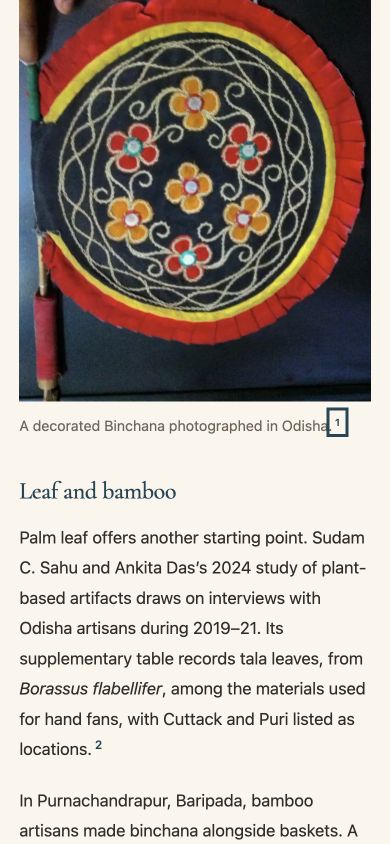 A decorated Binchana photographed in Odisha. 1
Leaf and bamboo
Palm leaf offers another starting point. Sudam
C. Sahu and Ankita Das’s 2024 study of plant-
based artifacts draws on interviews with
Odisha artisans during 2019–21. Its
supplementary table records tala leaves, from
Borassus flabellifer, among the materials used
for hand fans, with Cuttack and Puri listed as
locations. 2
In Purnachandrapur, Baripada, bamboo
artisans made binchana alongside baskets. A